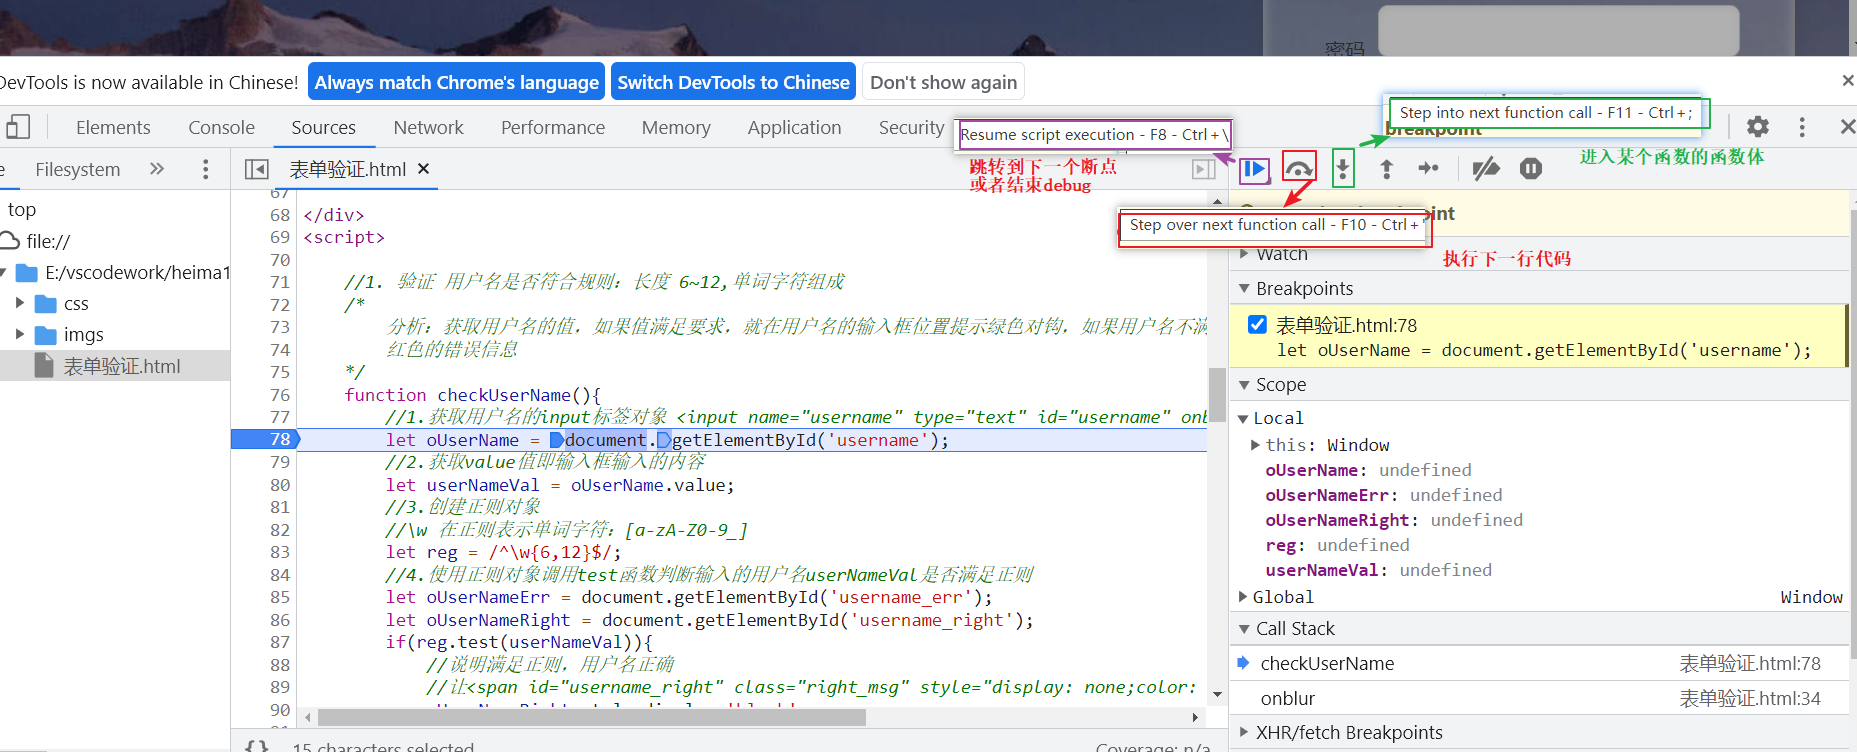 密码
DevTools is now available in Chinese!
Always match Chrome's language
Switch DevTools to Chinese
Don't show again
Elements
Console
Sources
Network
Performance
Memory
Application
Security
Resume script execution - F8 - Ctrl+\
Step into next function call - F11 - Ctrl+;
breakpoint
跳转到下一个断点
或者结束debug
进入某个函数的函数体
Filesystem
表单验证.html
Step over next function call - F10 - Ctrl+'
执行下一行代码
top
file://
E:/vscodework/heima1
css
imgs
表单验证.html
67
68 </div>
69 <script>
70
71 //1. 验证 用户名是否符合规则：长度 6~12,单词字符组成
72 /*
73 分析：获取用户名的值，如果值满足要求，就在用户名的输入框位置提示绿色对钩，如果用户名不满
74 红色的错误信息
75 */
76 function checkUserName(){
77 //1.获取用户名的input标签对象 <input name="username" type="text" id="username" onb
78 let oUserName = document.getElementById('username');
79 //2.获取value值即输入框输入的内容
80 let userNameVal = oUserName.value;
81 //3.创建正则对象
82 //\w 在正则表示单词字符：[a-zA-Z0-9_]
83 let reg = /^\w{6,12}$/;
84 //4.使用正则对象调用test函数判断输入的用户名userNameVal是否满足正则
85 let oUserNameErr = document.getElementById('username_err');
86 let oUserNameRight = document.getElementById('username_right');
87 if(reg.test(userNameVal)){
88 //说明满足正则，用户名正确
89 //让<span id="username_right" class="right_msg" style="display: none;color:
90
{} 15 characters selected
Coverage: n/a
Watch
Breakpoints
表单验证.html:78
let oUserName = document.getElementById('username');
Scope
Local
this: Window
oUserName: undefined
oUserNameErr: undefined
oUserNameRight: undefined
reg: undefined
userNameVal: undefined
Global Window
Call Stack
checkUserName 表单验证.html:78
onblur 表单验证.html:34
XHR/fetch Breakpoints